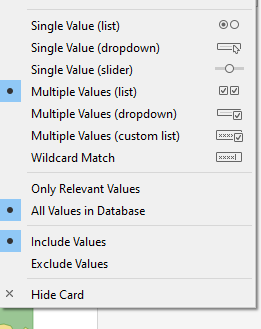 Single Value (list)
Single Value (dropdown)
Single Value (slider)
Multiple Values (list)
Multiple Values (dropdown)
Multiple Values (custom list)
Wildcard Match
Only Relevant Values
All Values in Database
Include Values
Exclude Values
Hide Card